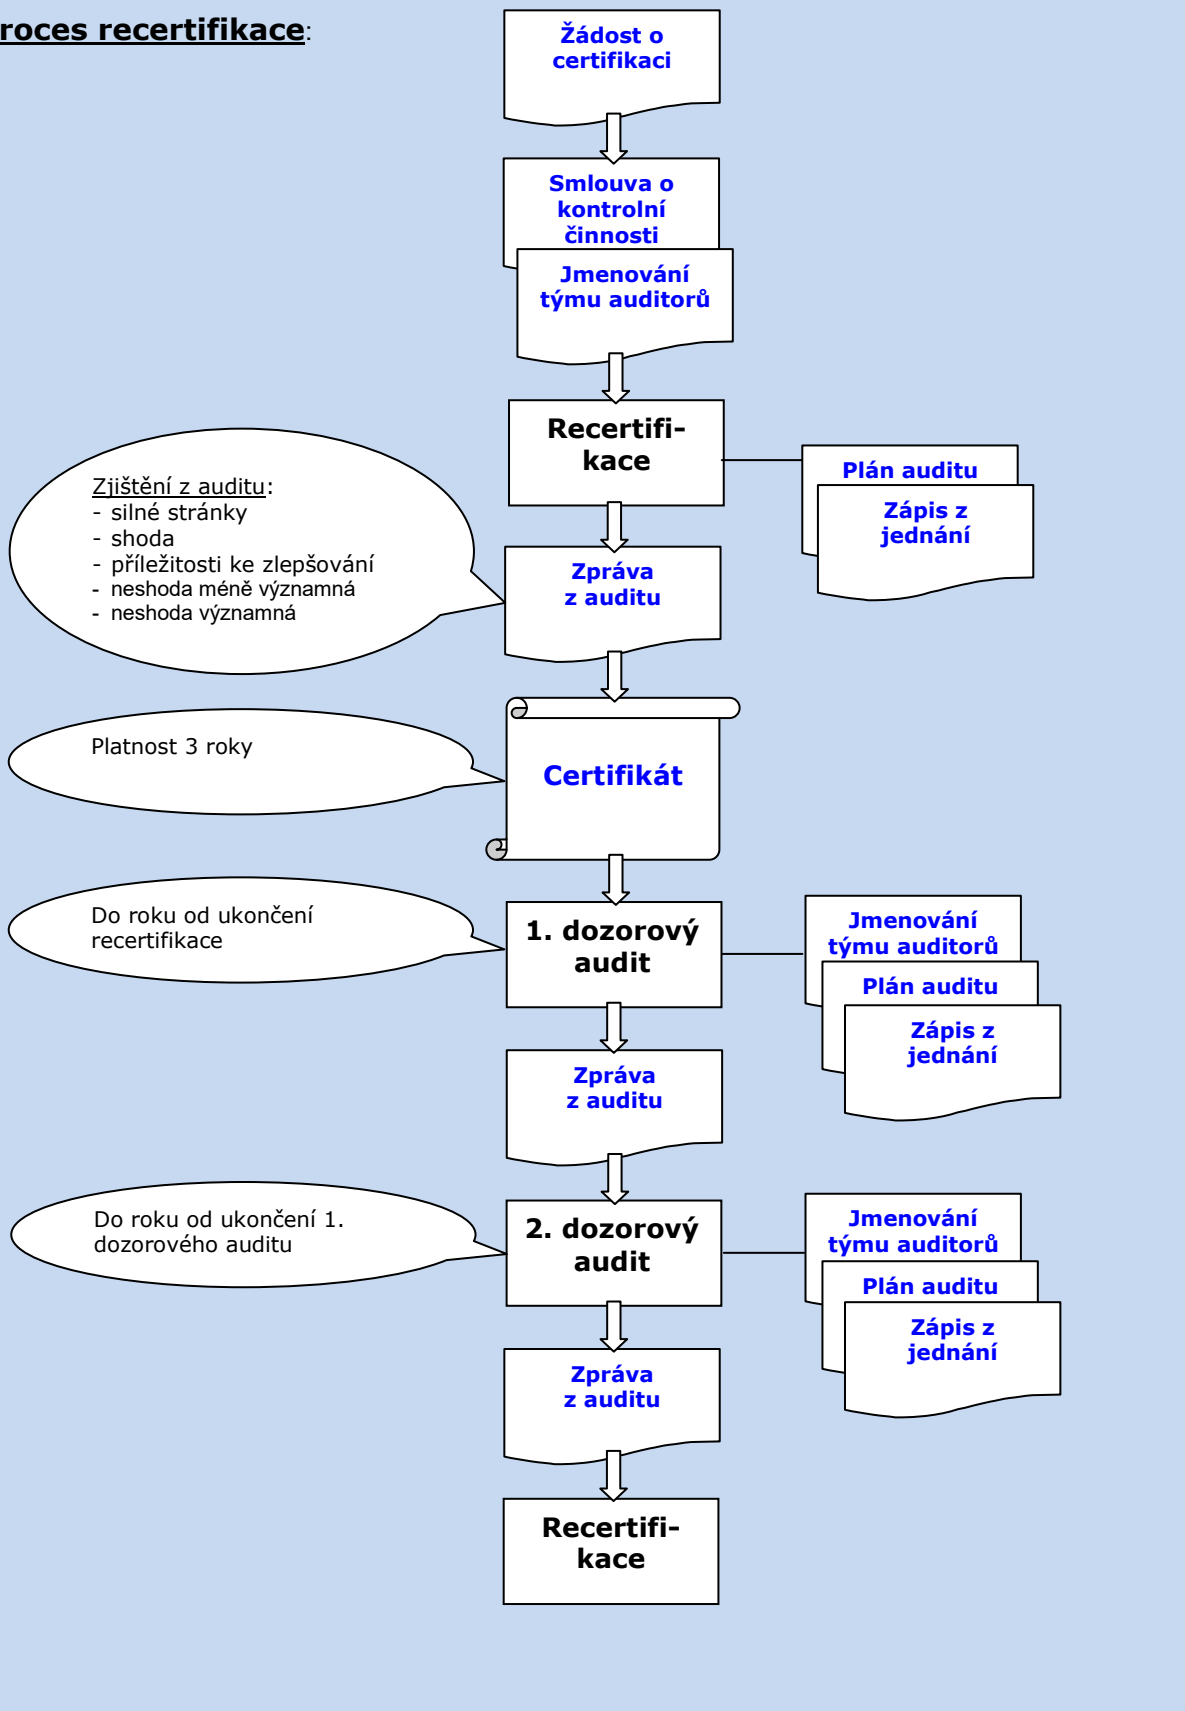 roces recertifikace:
Žádost o
certifikaci
Smlouva o
kontrolní
činnosti
Jmenování
týmu auditorů
Recertifi-
kace
Plán auditu
Zápis z
jednání
Zjištění z auditu:
- silné stránky
- shoda
- příležitosti ke zlepšování
- neshoda méně významná
- neshoda významná
Zpráva
z auditu
Platnost 3 roky
Certifikát
Do roku od ukončení
recertifikace
1. dozorový
audit
Jmenování
týmu auditorů
Plán auditu
Zápis z
jednání
Zpráva
z auditu
Do roku od ukončení 1.
dozorového auditu
2. dozorový
audit
Jmenování
týmu auditorů
Plán auditu
Zápis z
jednání
Zpráva
z auditu
Recertifi-
kace